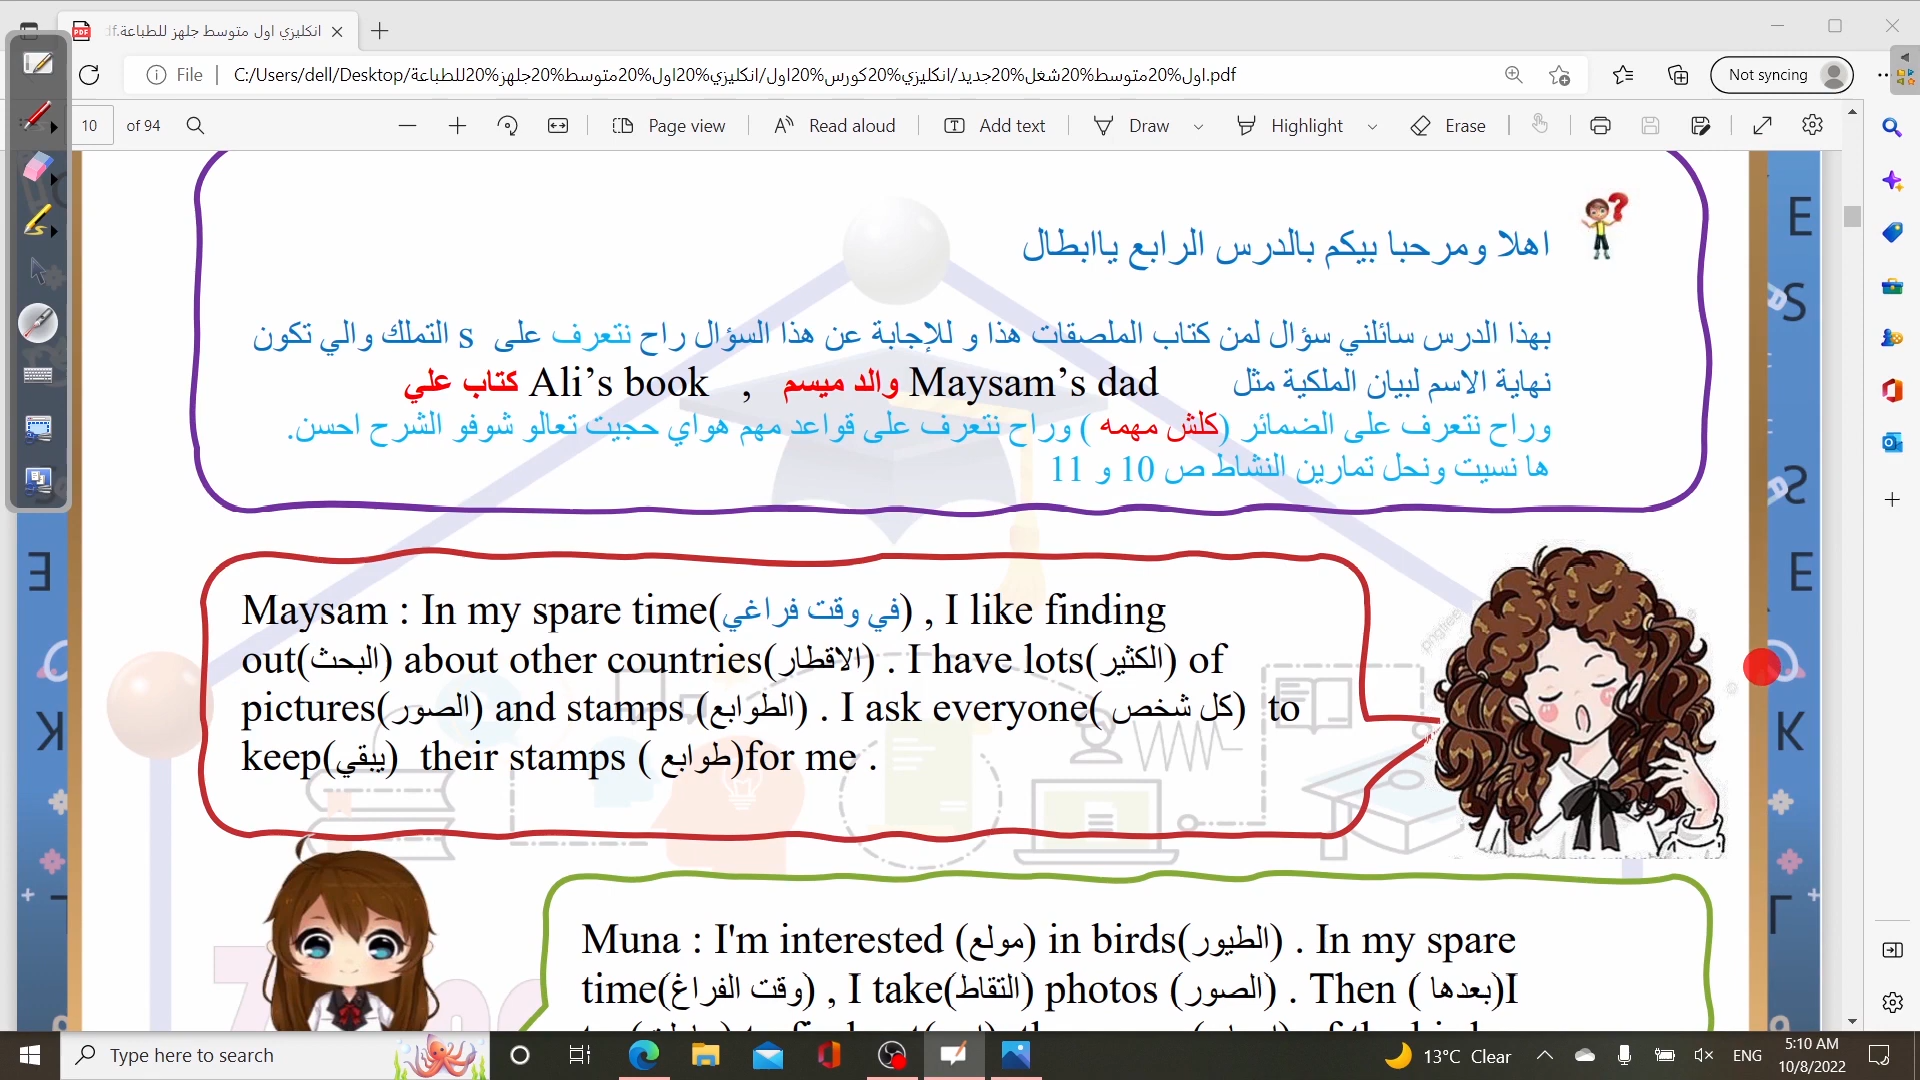 انكليزي اول متوسط جلهز للطباعة.pdf
File
C:/Users/dell/Desktop/اول%20متوسط%20شغل%20جديد/انكليزي%20كورس%20اول/انكليزي%20اول%20متوسط%20جلهز%20للطباعة.pdf
Not syncing
10 of 94
Page view
Read aloud
Add text
Draw
Highlight
Erase
اهلا ومرحبا بيكم بالدرس الرابع ياابطال
بهذا الدرس سائلني سؤال لمن كتاب الملصقات هذا و للإجابة عن هذا السؤال راح نتعرف على s التملك والي تكون
نهاية الاسم لبيان الملكية مثل Maysam’s dad والد ميسم , Ali’s book كتاب علي
وراح نتعرف على الضمائر (كلش مهمه ) وراح نتعرف على قواعد مهم هواي حجيت تعالو شوفو الشرح احسن.
ها نسيت ونحل تمارين النشاط ص 10 و 11
Maysam : In my spare time(في وقت فراغي) , I like finding
out(البحث) about other countries(الاقطار) . I have lots(الكثير) of
pictures(الصور) and stamps (الطوابع) . I ask everyone( كل شخص) to
keep(يبقي) their stamps ( طوابع)for me .
pngtree
Muna : I'm interested (مولع) in birds(الطيور) . In my spare
time(وقت الفراغ) , I take(التقاط) photos (الصور) . Then ( بعدها)I
Type here to search
13°C Clear
ENG
5:10 AM
10/8/2022